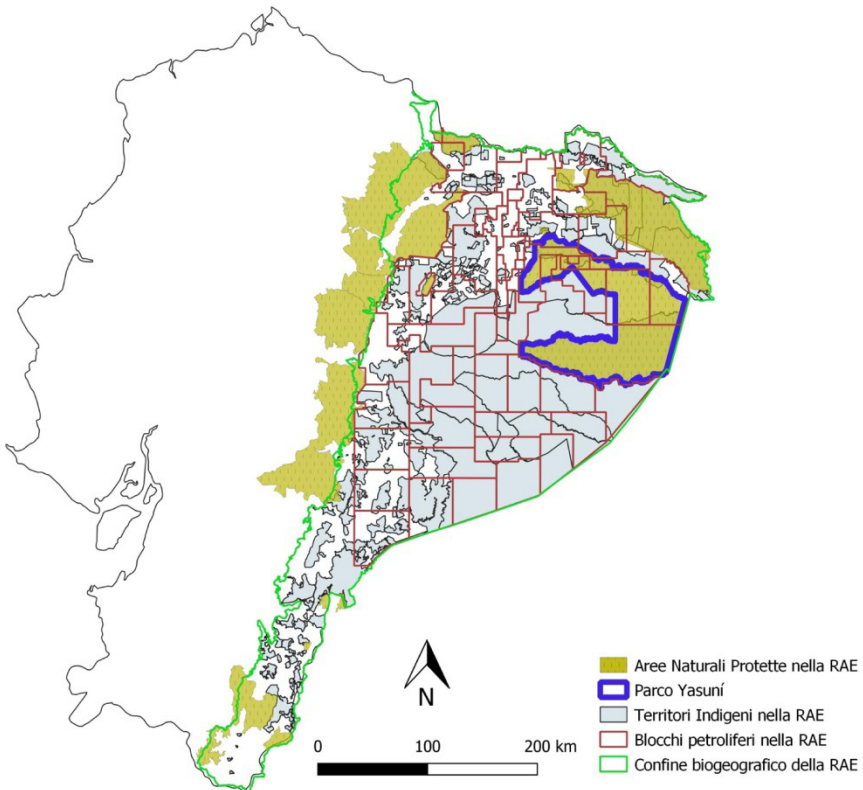 N
0 100 200 km
Aree Naturali Protette nella RAE
Parco Yasuní
Territori Indigeni nella RAE
Blocchi petroliferi nella RAE
Confine biogeografico della RAE